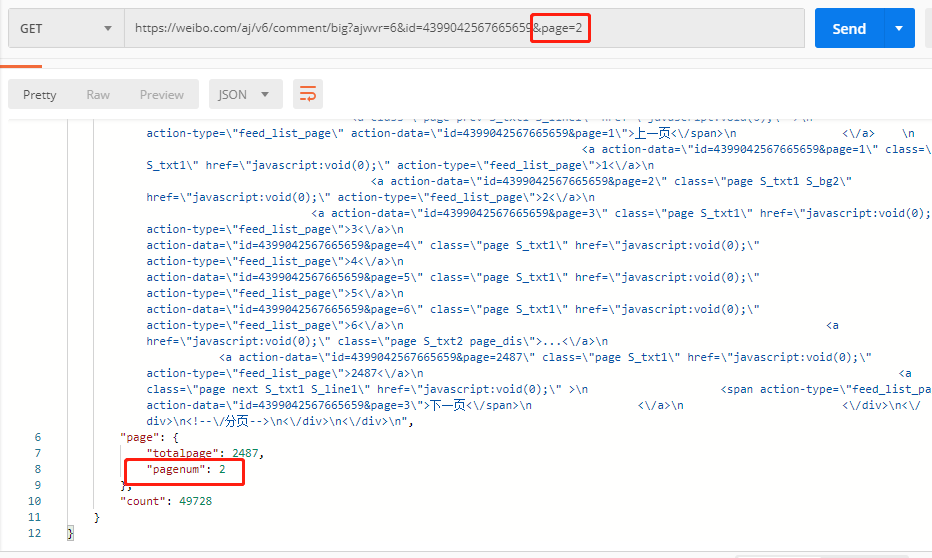 GET https://weibo.com/aj/v6/comment/big?ajwvr=6&id=4399042567665659&page=2 Send
Pretty Raw Preview JSON
action-type=\"feed_list_page\" action-data=\"id=4399042567665659&page=1\">上一页<\/span>\n <\/a> \n
<a action-data=\"id=4399042567665659&page=1\" class=\
S_txt1\" href=\"javascript:void(0);\" action-type=\"feed_list_page\">1<\/a>\n
<a action-data=\"id=4399042567665659&page=2\" class=\"page S_txt1 S_bg2\"
href=\"javascript:void(0);\" action-type=\"feed_list_page\">2<\/a>\n
<a action-data=\"id=4399042567665659&page=3\" class=\"page S_txt1\" href=\"javascript:void(0);
action-type=\"feed_list_page\">3<\/a>\n
action-data=\"id=4399042567665659&page=4\" class=\"page S_txt1\" href=\"javascript:void(0);\"
action-type=\"feed_list_page\">4<\/a>\n
action-data=\"id=4399042567665659&page=5\" class=\"page S_txt1\" href=\"javascript:void(0);\"
action-type=\"feed_list_page\">5<\/a>\n
action-data=\"id=4399042567665659&page=6\" class=\"page S_txt1\" href=\"javascript:void(0);\"
action-type=\"feed_list_page\">6<\/a>\n <a
href=\"javascript:void(0);\" class=\"page S_txt2 page_dis\">...<\/a>\n
<a action-data=\"id=4399042567665659&page=2487\" class=\"page S_txt1\" href=\"javascript:void(0);\"
action-type=\"feed_list_page\">2487<\/a>\n <a
class=\"page next S_txt1 S_line1\" href=\"javascript:void(0);\" >\n <span action-type=\"feed_list_pa
action-data=\"id=4399042567665659&page=3\">下一页<\/span>\n <\/a>\n <\/div>\n<\/
div>\n<!--\/分页-->\n<\/div>\n<\/div>\n",
6 "page": {
7 "totalpage": 2487,
8 "pagenum": 2
9 },
10 "count": 49728
11 }
12 }